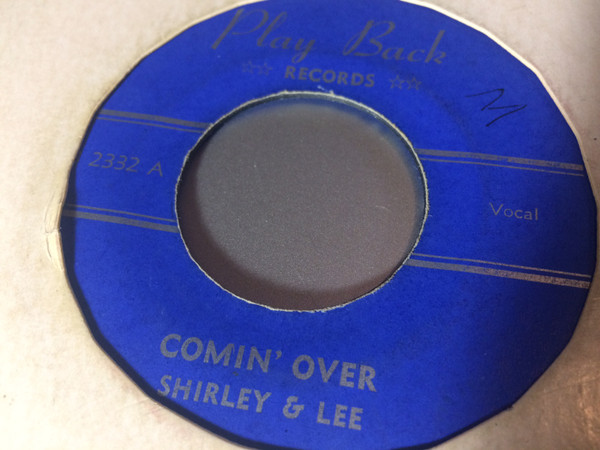 Play Back
RECORDS
M
2332 A
Vocal
COMIN' OVER
SHIRLEY & LEE